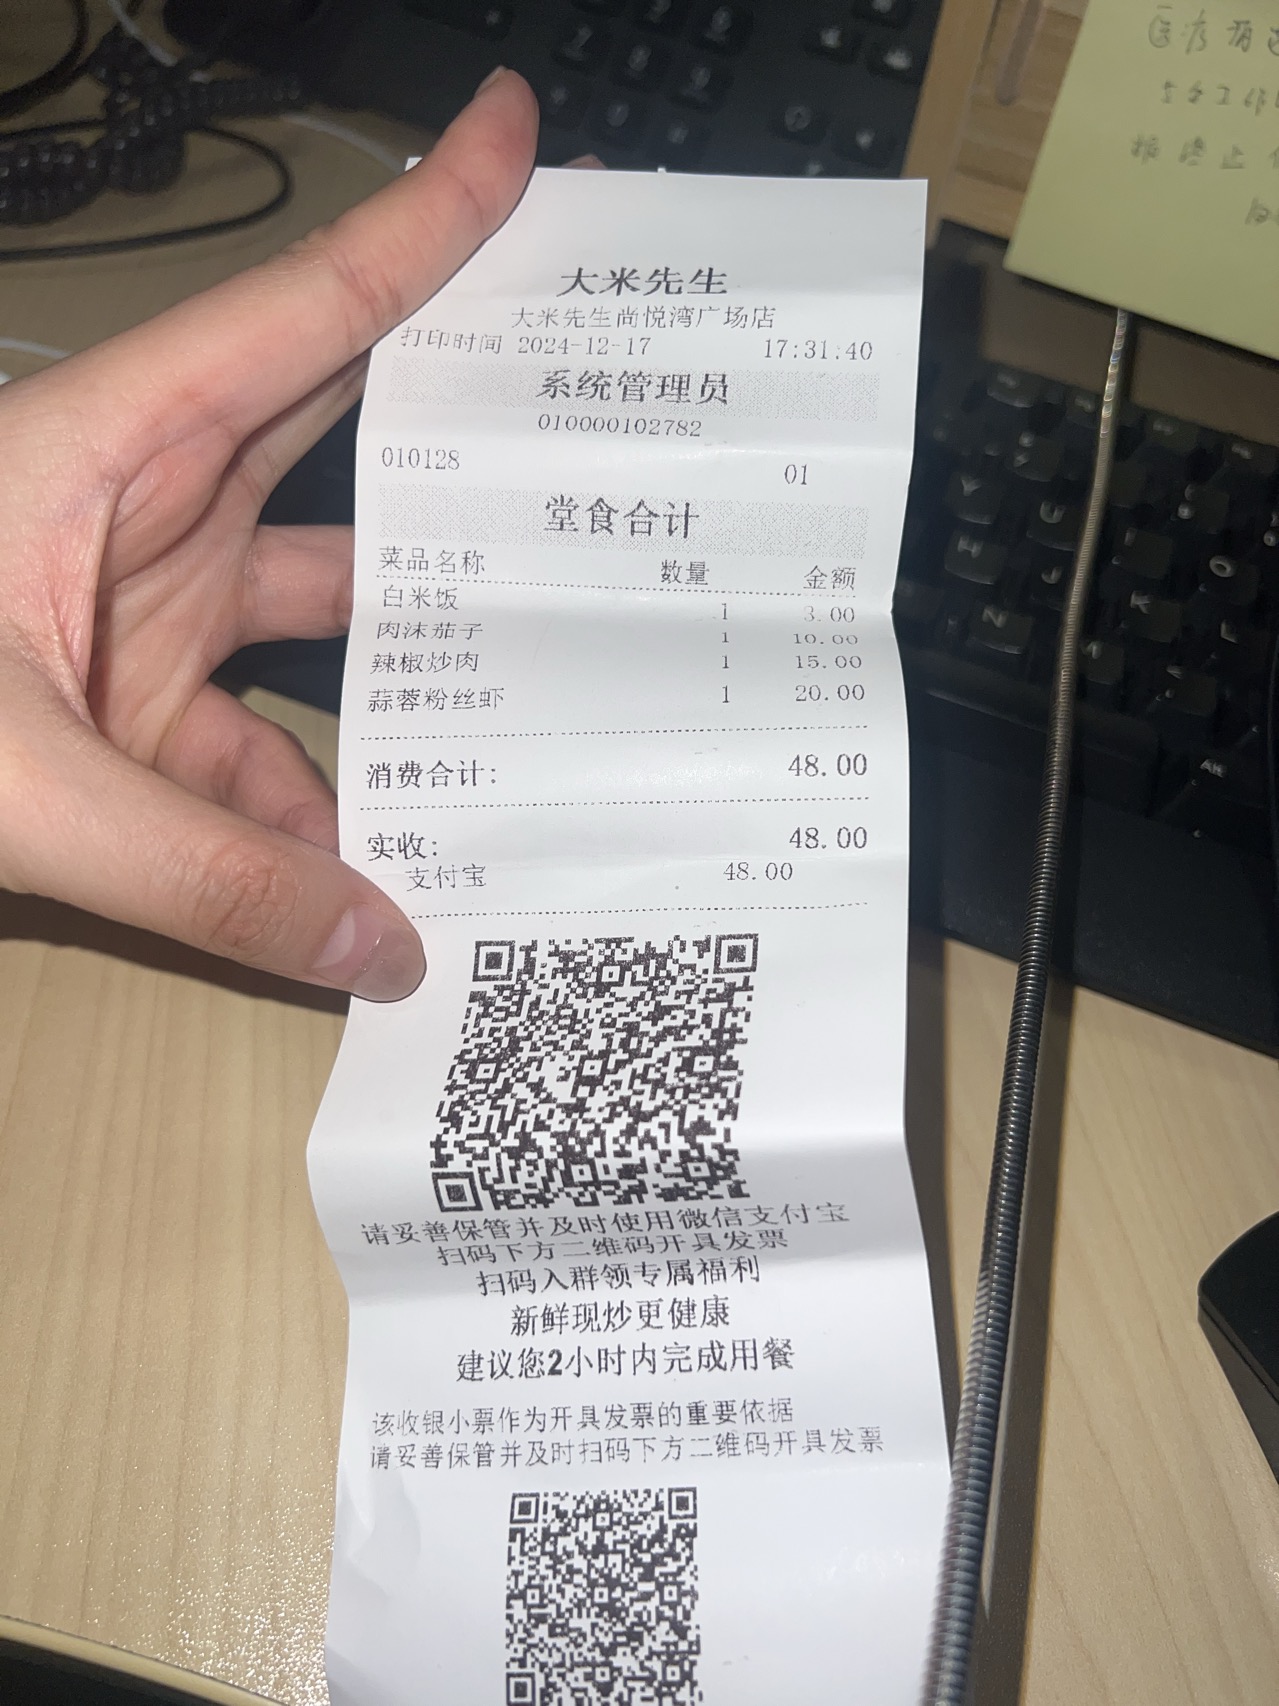 大米先生
大米先生尚悦湾广场店
打印时间 2024-12-17 17:31:40
系统管理员
010000102782
010128 01
堂食合计
菜品名称 数量 金额
白米饭 1 3.00
肉沫茄子 1 10.00
辣椒炒肉 1 15.00
蒜蓉粉丝虾 1 20.00
消费合计: 48.00
实收: 48.00
支付宝 48.00
请妥善保管并及时使用微信支付宝
扫码下方二维码开具发票
扫码入群领专属福利
新鲜现炒更健康
建议您2小时内完成用餐
该收银小票作为开具发票的重要依据
请妥善保管并及时扫码下方二维码开具发票
医疗
工作
Y
U
I
O
H
J
K
L
N
Alt